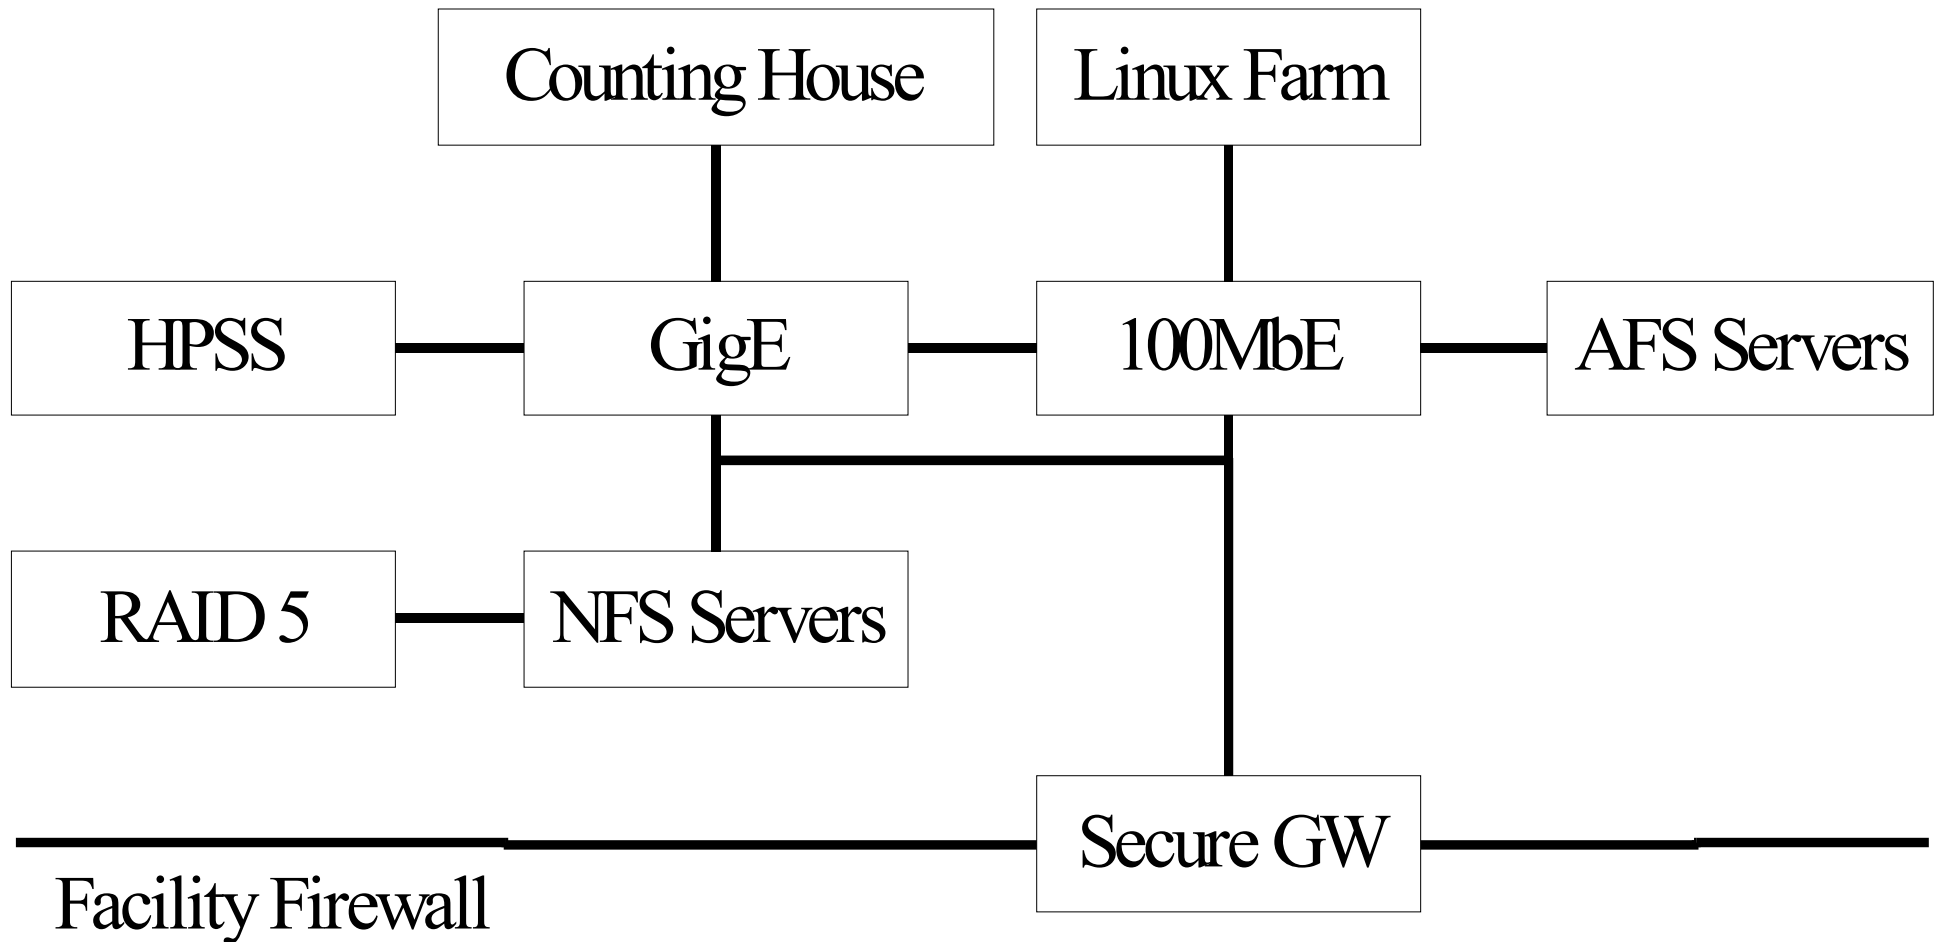 Counting House
Linux Farm
HPSS
GigE
100MbE
AFS Servers
RAID 5
NFS Servers
Secure GW
Facility Firewall